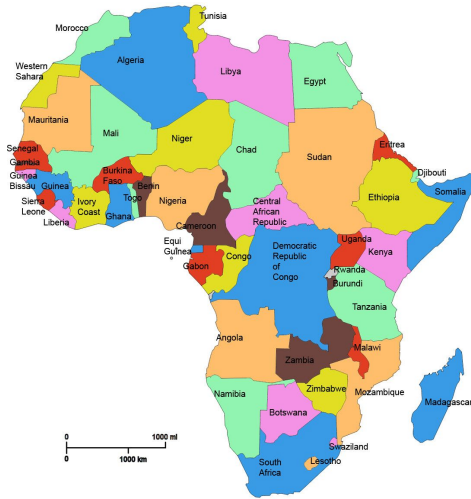 Tunisia
Morocco
Algeria
Western
Sahara
Libya
Egypt
Mauritania
Mali
Niger
Chad
Sudan
Eritrea
Senegal
Gambia
Guinea
Bissau
Guinea
Burkina
Faso
Benin
Togo
Nigeria
Djibouti
Somalia
Ethiopia
Sierra
Leone
Ivory
Coast
Ghana
Liberia
Cameroon
Central
African
Republic
Equi
Guinea
Gabon
Congo
Democratic
Republic
of
Congo
Uganda
Kenya
Rwanda
Burundi
Tanzania
Angola
Zambia
Malawi
Mozambique
Zimbabwe
Namibia
Botswana
Madagascar
Swaziland
Lesotho
South
Africa
0 1000 ml
0 1000 km